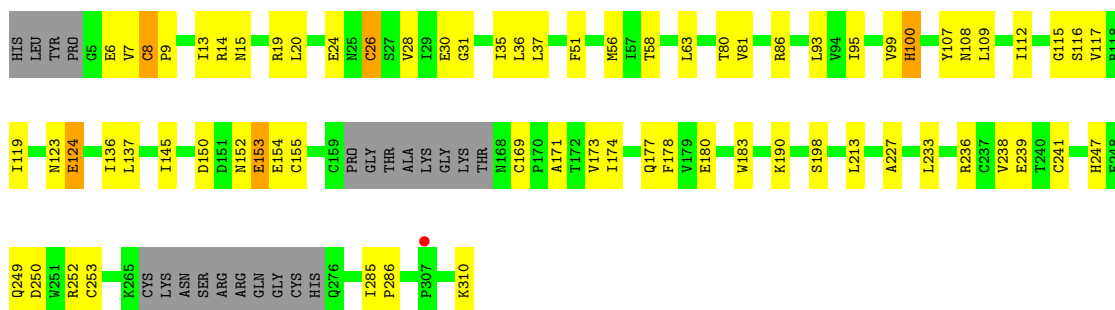 HIS LEU TYR PRO G5 E6 V7 C8 P9 I13 R14 N15 R19 L20 E24 N25 C26 S27 V28 I29 E30 G31 I35 L36 L37 F51 M56 I57 T58 L63 T80 V81 R86 L93 V94 I95 V99 H100 Y107 N108 L109 I112 G115 S116 V117
I119 N123 E124 I136 L137 I145 D150 D151 N152 E153 E154 C155 C159 PRO GLY THR ALA LYS GLY LYS THR N168 C169 P170 A171 T172 V173 I174 Q177 F178 V179 E180 W183 K190 S198 L213 A227 L233 R236 C237 V238 E239 T240 C241 H247
Q249 D250 W251 R252 C253 K265 CYS LYS ASN SER ARG ARG GLN GLY CYS HIS Q276 I285 P286 P307 K310